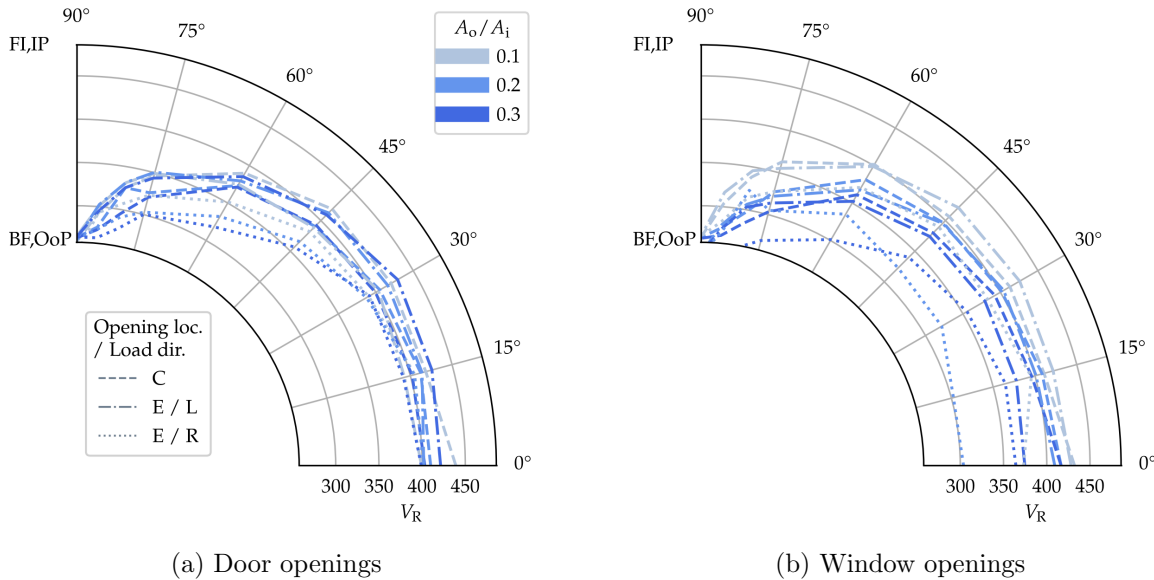 90°
FI,IP
75°
60°
45°
30°
15°
0°
BF,OoP
A_o/A_i
0.1
0.2
0.3
Opening loc.
/ Load dir.
C
E / L
E / R
300 350 400 450
V_R
(a) Door openings
90°
FI,IP
75°
60°
45°
30°
15°
0°
BF,OoP
300 350 400 450
V_R
(b) Window openings